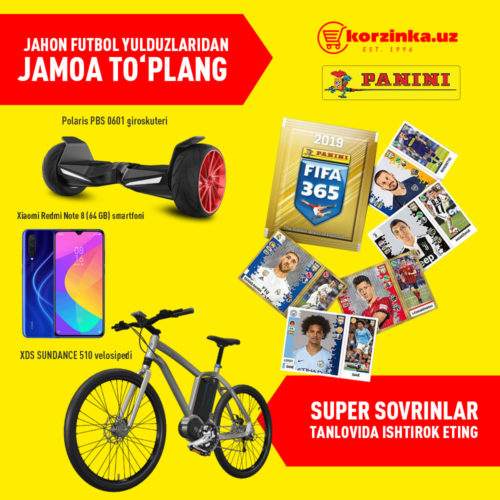 JAHON FUTBOL YULDUZLARIDAN
JAMOA TO‘PLANG
korzinka.uz
EST. 1996
PANINI
Polaris PBS 0601 giroskuteri
2019
PANINI
FIFA
365
Xiaomi Redmi Note 8 (64 GB) smartfoni
XDS SUNDANCE 510 velosipedi
SANÉ
SUPER SOVRINLAR
TANLOVIDA ISHTIROK ETING